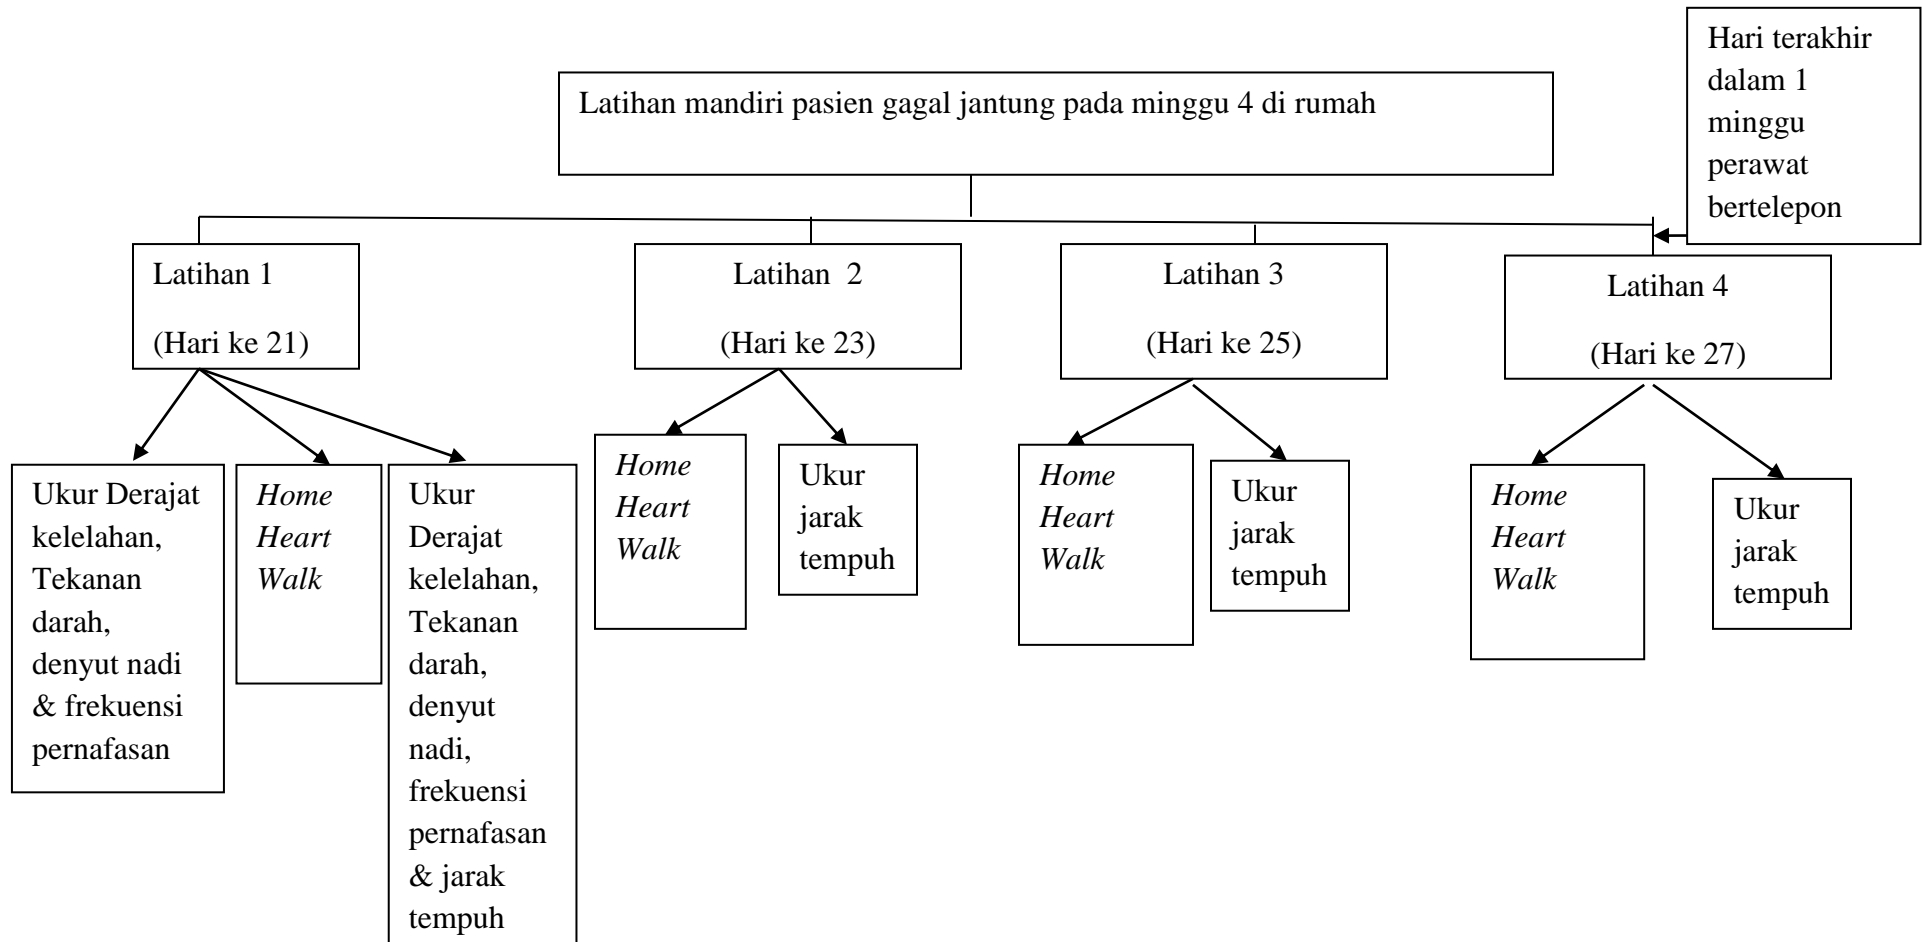 Hari terakhir
dalam 1
minggu
perawat
bertelepon
Latihan mandiri pasien gagal jantung pada minggu 4 di rumah
Latihan 1
(Hari ke 21)
Latihan  2
(Hari ke 23)
Latihan 3
(Hari ke 25)
Latihan 4
(Hari ke 27)
Ukur Derajat
kelelahan,
Tekanan
darah,
denyut nadi
& frekuensi
pernafasan
Home
Heart
Walk
Ukur
Derajat
kelelahan,
Tekanan
darah,
denyut
nadi,
frekuensi
pernafasan
& jarak
tempuh
Home
Heart
Walk
Ukur
jarak
tempuh
Home
Heart
Walk
Ukur
jarak
tempuh
Home
Heart
Walk
Ukur
jarak
tempuh